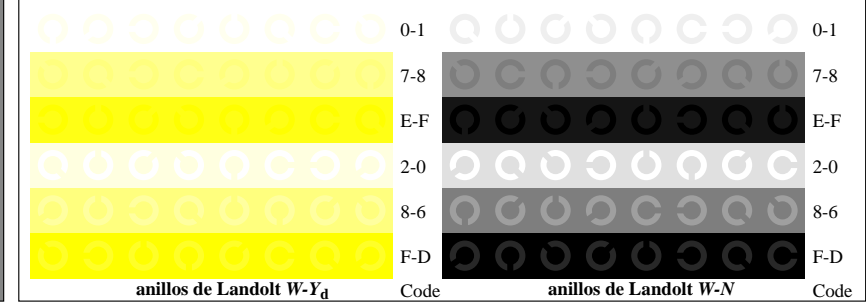 0-1 0-1
7-8 7-8
E-F E-F
2-0 2-0
8-6 8-6
F-D F-D
anillos de Landolt W-Yd Code anillos de Landolt W-N Code